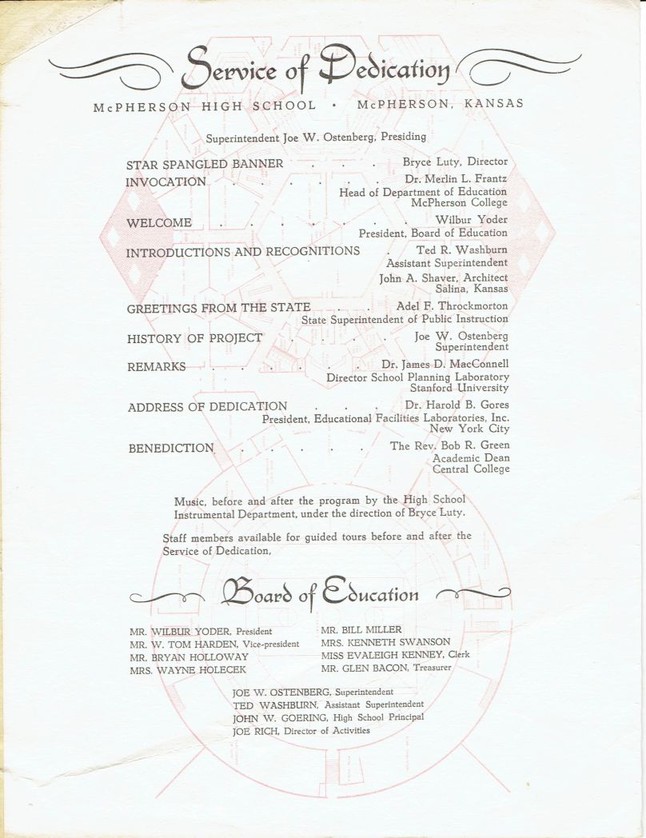 Service of Dedication
McPHERSON HIGH SCHOOL • McPHERSON, KANSAS
Superintendent Joe W. Ostenberg, Presiding
STAR SPANGLED BANNER . . . Bryce Luty, Director
INVOCATION . . . . . . Dr. Merlin L. Frantz
Head of Department of Education
McPherson College
WELCOME . . . . . . . . Wilbur Yoder
President, Board of Education
INTRODUCTIONS AND RECOGNITIONS . Ted R. Washburn
Assistant Superintendent
John A. Shaver, Architect
Salina, Kansas
GREETINGS FROM THE STATE . . Adel F. Throckmorton
State Superintendent of Public Instruction
HISTORY OF PROJECT . . . . . Joe W. Ostenberg
Superintendent
REMARKS . . . . . . Dr. James D. MacConnell
Director School Planning Laboratory
Stanford University
ADDRESS OF DEDICATION . . . Dr. Harold B. Gores
President, Educational Facilities Laboratories, Inc.
New York City
BENEDICTION . . . . . The Rev. Bob R. Green
Academic Dean
Central College
Music, before and after the program by the High School
Instrumental Department, under the direction of Bryce Luty.
Staff members available for guided tours before and after the
Service of Dedication.
Board of Education
MR. WILBUR YODER, President
MR. W. TOM HARDEN, Vice-president
MR. BRYAN HOLLOWAY
MRS. WAYNE HOLECEK
MR. BILL MILLER
MRS. KENNETH SWANSON
MISS EVALEIGH KENNEY, Clerk
MR. GLEN BACON, Treasurer
JOE W. OSTENBERG, Superintendent
TED WASHBURN, Assistant Superintendent
JOHN W. GOERING, High School Principal
JOE RICH, Director of Activities